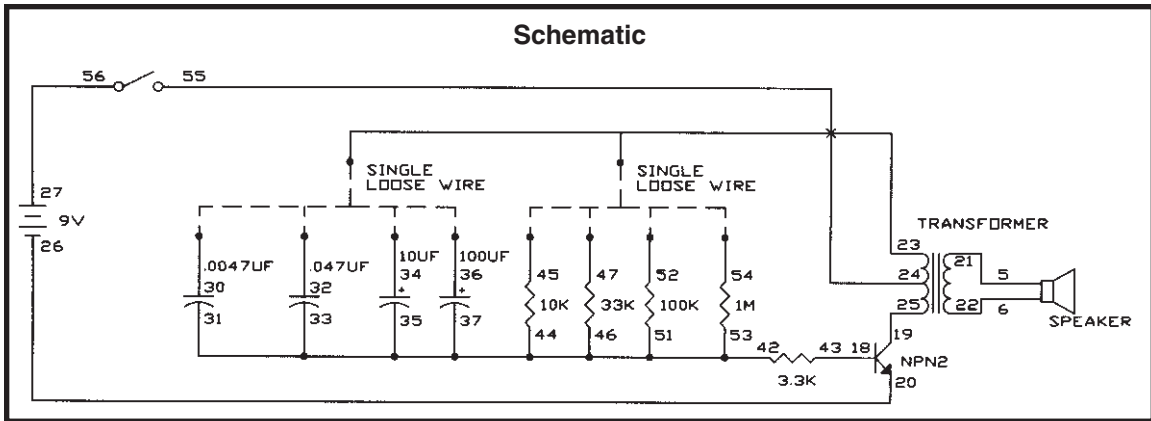 Schematic
56 55
SINGLE
LOOSE WIRE
SINGLE
LOOSE WIRE
27
9V
26
TRANSFORMER
23
24
25
21
22
5
6
SPEAKER
.0047UF .047UF 10UF 100UF
30 32 34 + 36 +
31 33 35 37
45 47 52 54
10K 33K 100K 1M
44 46 51 53
42 43 18
3.3K
19
NPN2
20